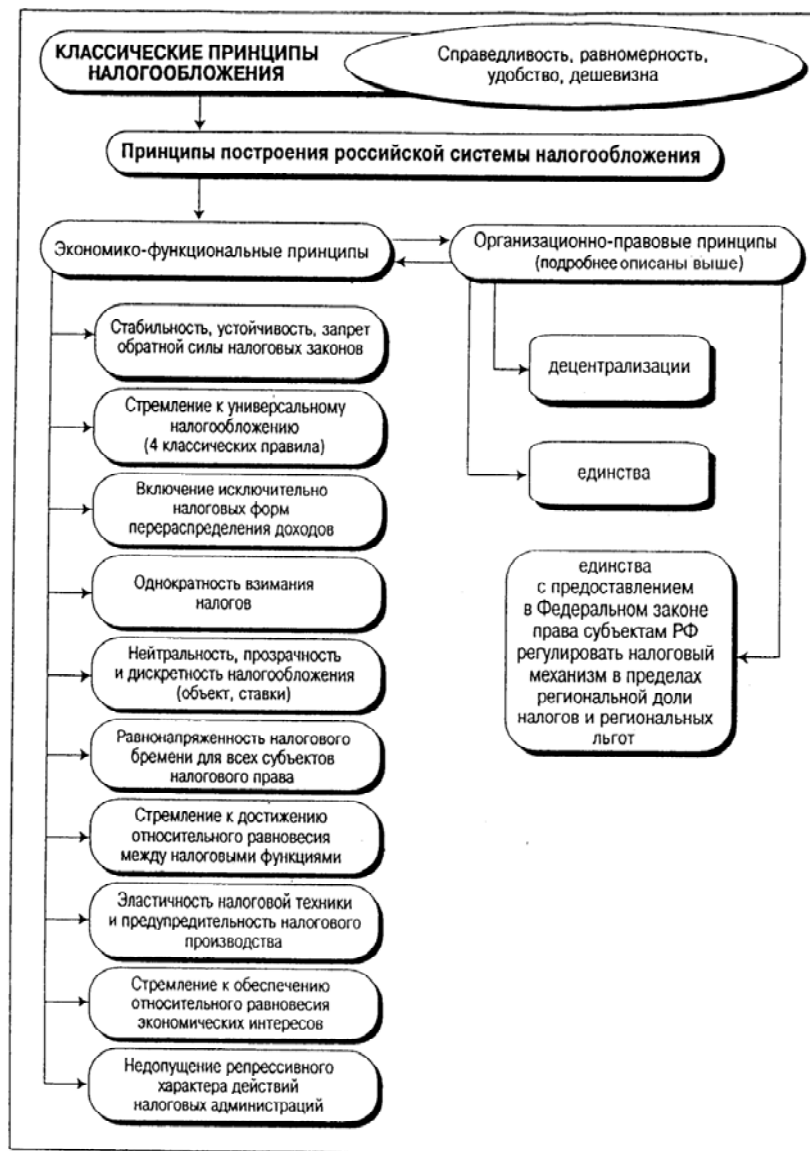 КЛАССИЧЕСКИЕ ПРИНЦИПЫ
НАЛОГООБЛОЖЕНИЯ
Справедливость, равномерность,
удобство, дешевизна
Принципы построения российской системы налогообложения
Экономико-функциональные принципы
Организационно-правовые принципы
(подробнее описаны выше)
Стабильность, устойчивость, запрет
обратной силы налоговых законов
Стремление к универсальному
налогообложению
(4 классических правила)
Включение исключительно
налоговых форм
перераспределения доходов
Однократность взимания
налогов
Нейтральность, прозрачность
и дискретность налогообложения
(объект, ставки)
Равнонапряженность налогового
бремени для всех субъектов
налогового права
Стремление к достижению
относительного равновесия
между налоговыми функциями
Эластичность налоговой техники
и предупредительность налогового
производства
Стремление к обеспечению
относительного равновесия
экономических интересов
Недопущение репрессивного
характера действий
налоговых администраций
децентрализации
единства
единства
с предоставлением
в Федеральном законе
права субъектам РФ
регулировать налоговый
механизм в пределах
региональной доли
налогов и региональных
льгот